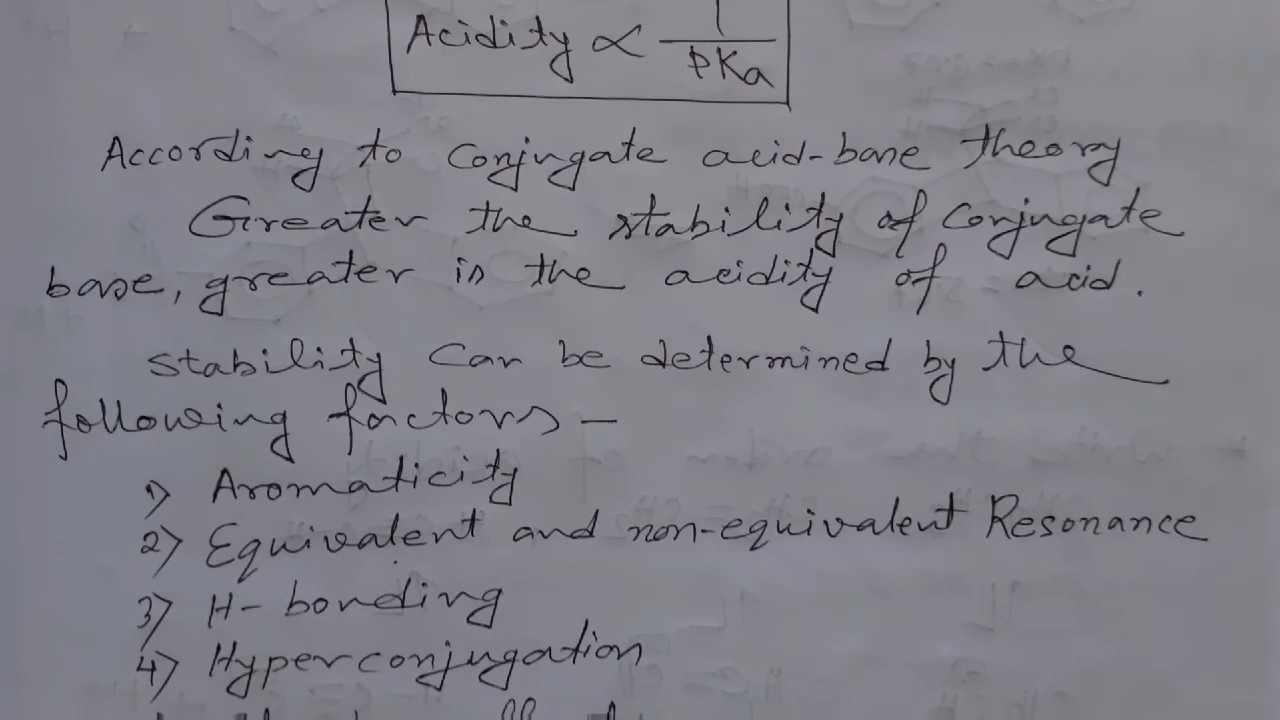 Acidity ∝ 1/pKa
According to conjugate acid-base theory
Greater the stability of conjugate
base, greater is the acidity of acid.
stability can be determined by the
following factors -
1) Aromaticity
2) Equivalent and non-equivalent Resonance
3) H-bonding
4) Hyperconjugation